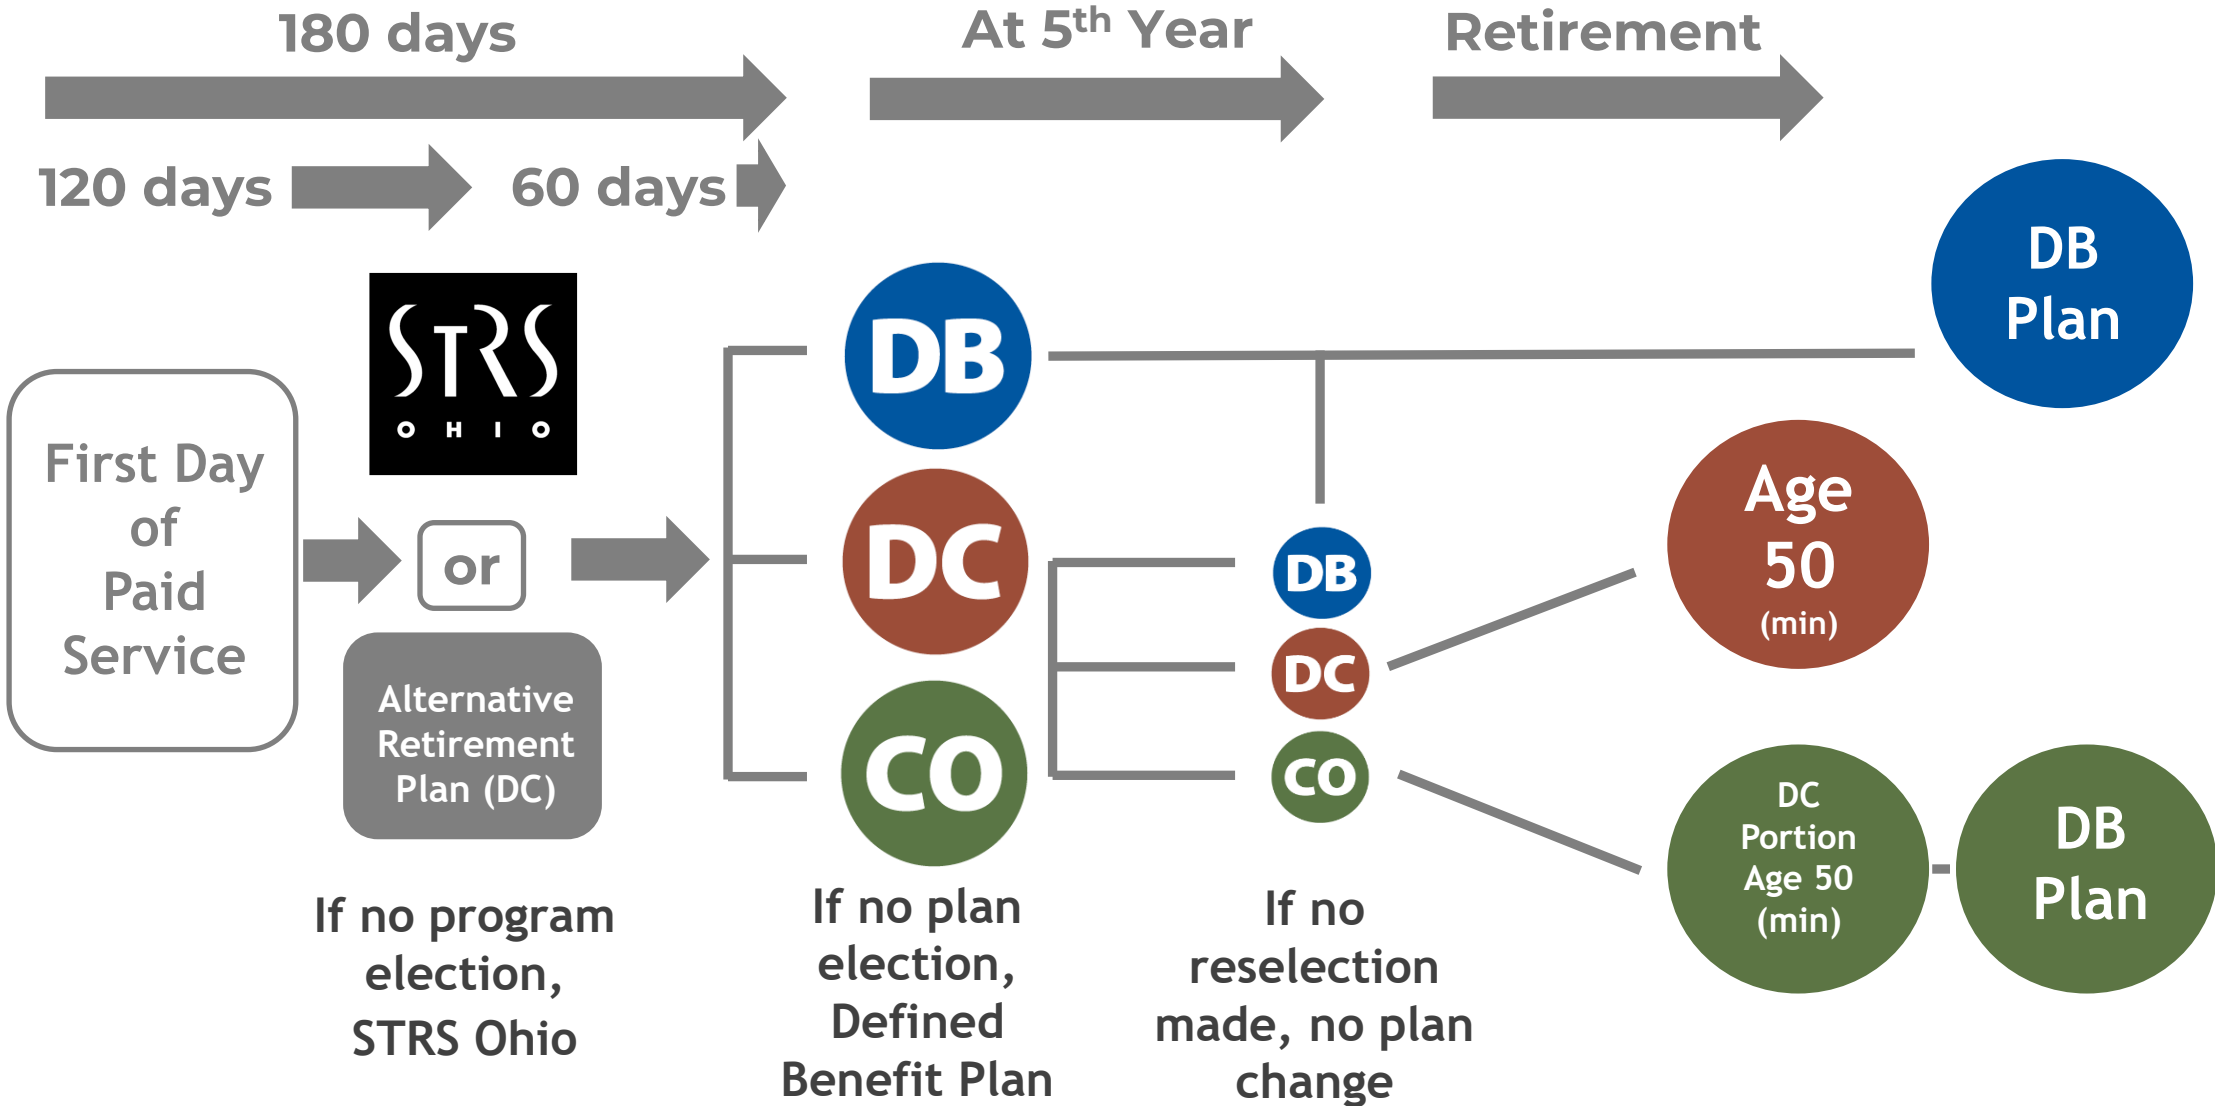 180 days
At 5th Year
Retirement
120 days
60 days
First Day
of
Paid
Service
STRS
OHIO
or
Alternative
Retirement
Plan (DC)
If no program
election,
STRS Ohio
DB
DC
CO
If no plan
election,
Defined
Benefit Plan
DB
DC
CO
If no
reselection
made, no plan
change
DB
Plan
Age
50
(min)
DC
Portion
Age 50
(min)
DB
Plan